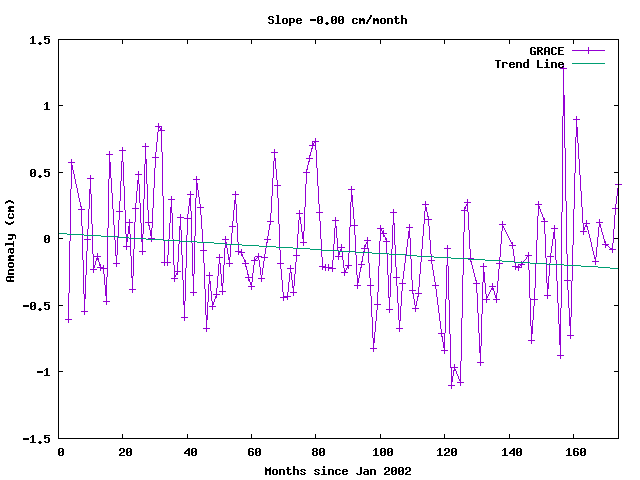 Slope -0.00 cm/month
GRACE
Trend Line
1.5
1
0.5
0
-0.5
-1
-1.5
Anomaly (cm)
0 20 40 60 80 100 120 140 160
Months since Jan 2002